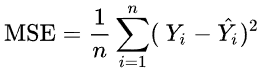 MSE = \frac{1}{n} \sum_{i=1}^{n} ( Y_i - \hat{Y}_i )^2